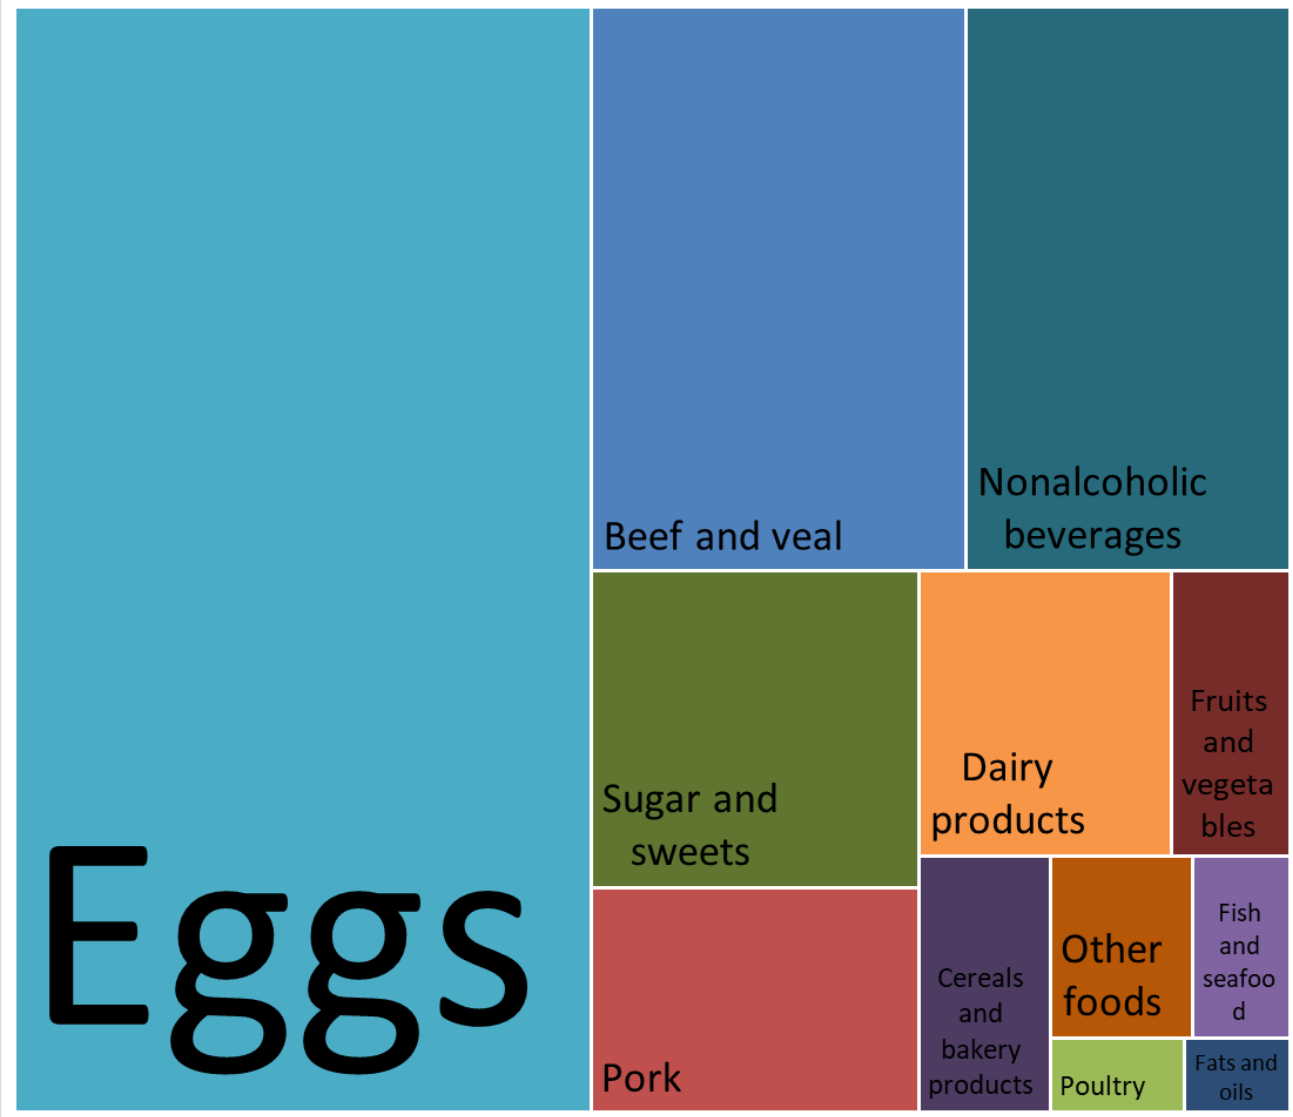 Eggs
Beef and veal
Nonalcoholic
beverages
Sugar and
sweets
Dairy
products
Fruits
and
vegeta
bles
Pork
Cereals
and
bakery
products
Other
foods
Fish
and
seafoo
d
Poultry
Fats and
oils